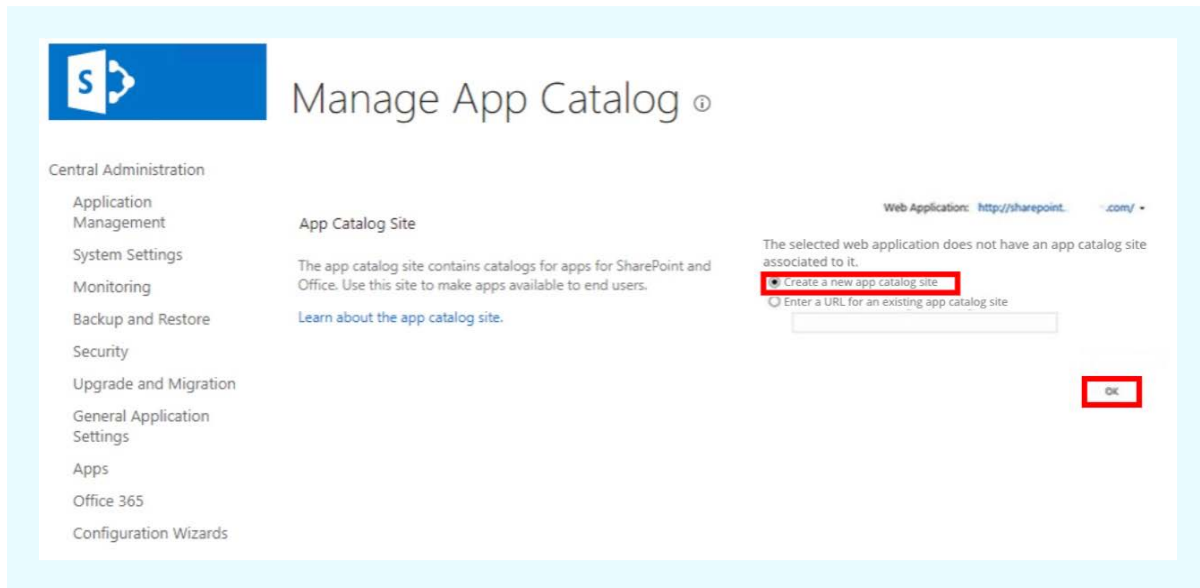 S
Manage App Catalog
Central Administration
Application
Management
System Settings
Monitoring
Backup and Restore
Security
Upgrade and Migration
General Application
Settings
Apps
Office 365
Configuration Wizards
App Catalog Site
The app catalog site contains catalogs for apps for SharePoint and
Office. Use this site to make apps available to end users.
Learn about the app catalog site.
Web Application: http://sharepoint. .com/
The selected web application does not have an app catalog site
associated to it.
Create a new app catalog site
Enter a URL for an existing app catalog site
OK